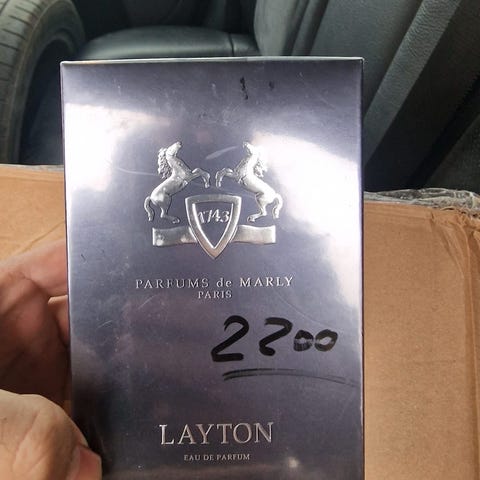 1743
PARFUMS de MARLY
PARIS
2200
LAYTON
EAU DE PARFUM